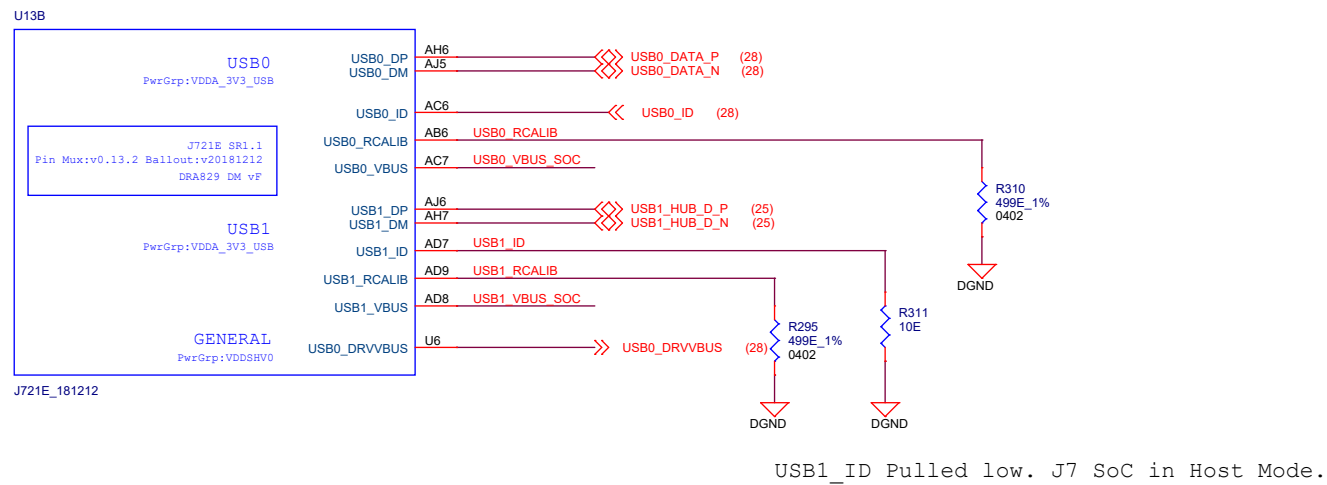 U13B
USB0
PwrGrp:VDDA_3V3_USB
USB0_DP AH6 USB0_DATA_P (28)
USB0_DM AJ5 USB0_DATA_N (28)
USB0_ID AC6 USB0_ID (28)
USB0_RCALIB AB6 USB0_RCALIB
USB0_VBUS AC7 USB0_VBUS_SOC
J721E SR1.1
Pin Mux:v0.13.2 Ballout:v20181212
DRA829 DM vF
R310
499E_1%
0402
DGND
USB1
PwrGrp:VDDA_3V3_USB
USB1_DP AJ6 USB1_HUB_D_P (25)
USB1_DM AH7 USB1_HUB_D_N (25)
USB1_ID AD7 USB1_ID
USB1_RCALIB AD9 USB1_RCALIB
USB1_VBUS AD8 USB1_VBUS_SOC
R311
10E
R295
499E_1%
0402
GENERAL
PwrGrp:VDDSHV0
USB0_DRVVBUS U6 USB0_DRVVBUS (28)
J721E_181212
DGND DGND
USB1_ID Pulled low. J7 SoC in Host Mode.